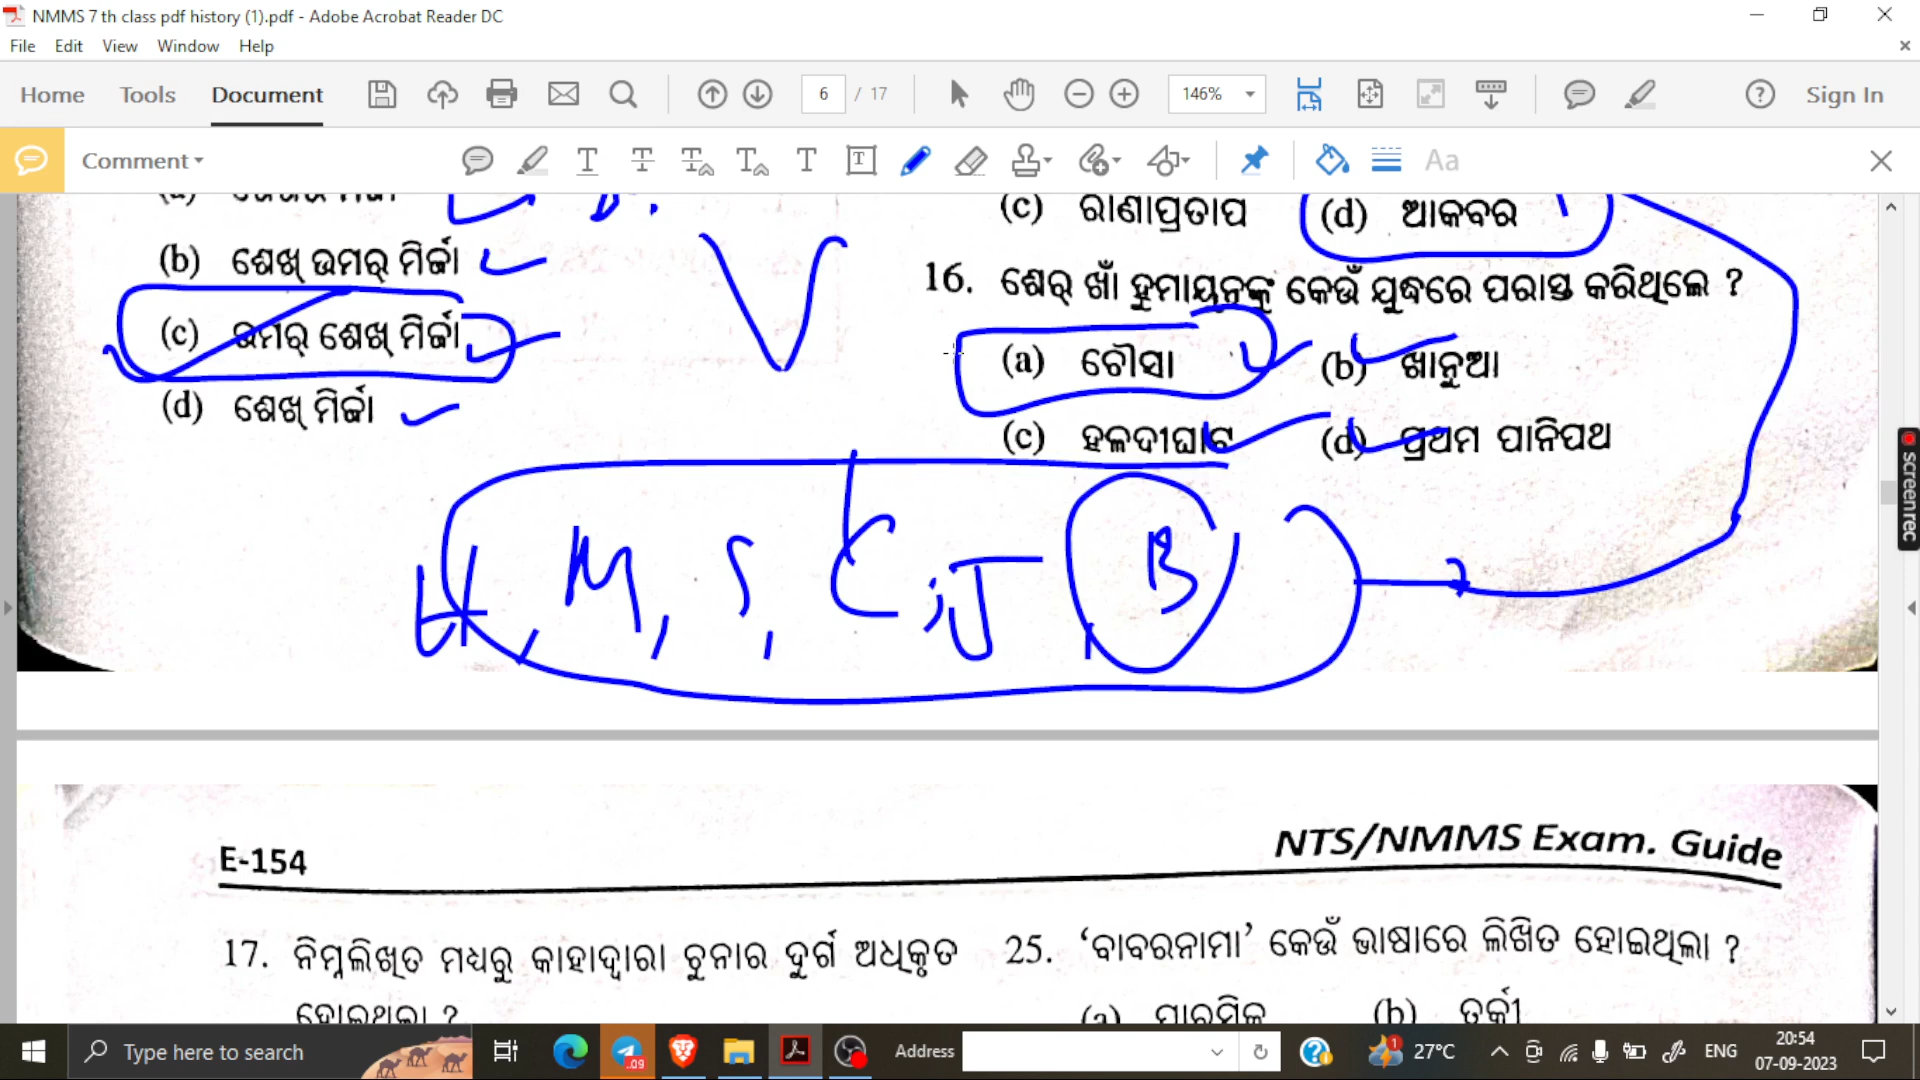 NMMS 7 th class pdf history (1).pdf - Adobe Acrobat Reader DC
File Edit View Window Help
Home Tools Document 6 / 17 146% Sign In
Comment T T T T T T Aa
(b) ଶେଖ୍ ଉମର୍ ମିର୍ଜା
(c) ଉମର୍ ଶେଖ୍ ମିର୍ଜା
(d) ଶେଖ୍ ମିର୍ଜା
(c) ରାଣାପ୍ରତାପ (d) ଆକବର
16. ଶେର୍ ଖାଁ ହୁମାୟୁନଙ୍କୁ କେଉଁ ଯୁଦ୍ଧରେ ପରାସ୍ତ କରିଥିଲେ ?
(a) ଚୌସା (b) ଖାନୁଆ
(c) ହଳଦୀଘାଟ (d) ପ୍ରଥମ ପାନିପଥ
M, S, C, J, B
screenrec
E-154 NTS/NMMS Exam. Guide
17. ନିମ୍ନଲିଖିତ ମଧ୍ୟରୁ କାହାଦ୍ୱାରା ଚୁନାର ଦୁର୍ଗ ଅଧିକୃତ
ହୋଇଥିଲା ?
25. ‘ବାବରନାମା’ କେଉଁ ଭାଷାରେ ଲିଖିତ ହୋଇଥିଲା ?
(a) ପାରସିକ (b) ତୁର୍କୀ
Type here to search Address 27°C ENG 20:54
07-09-2023